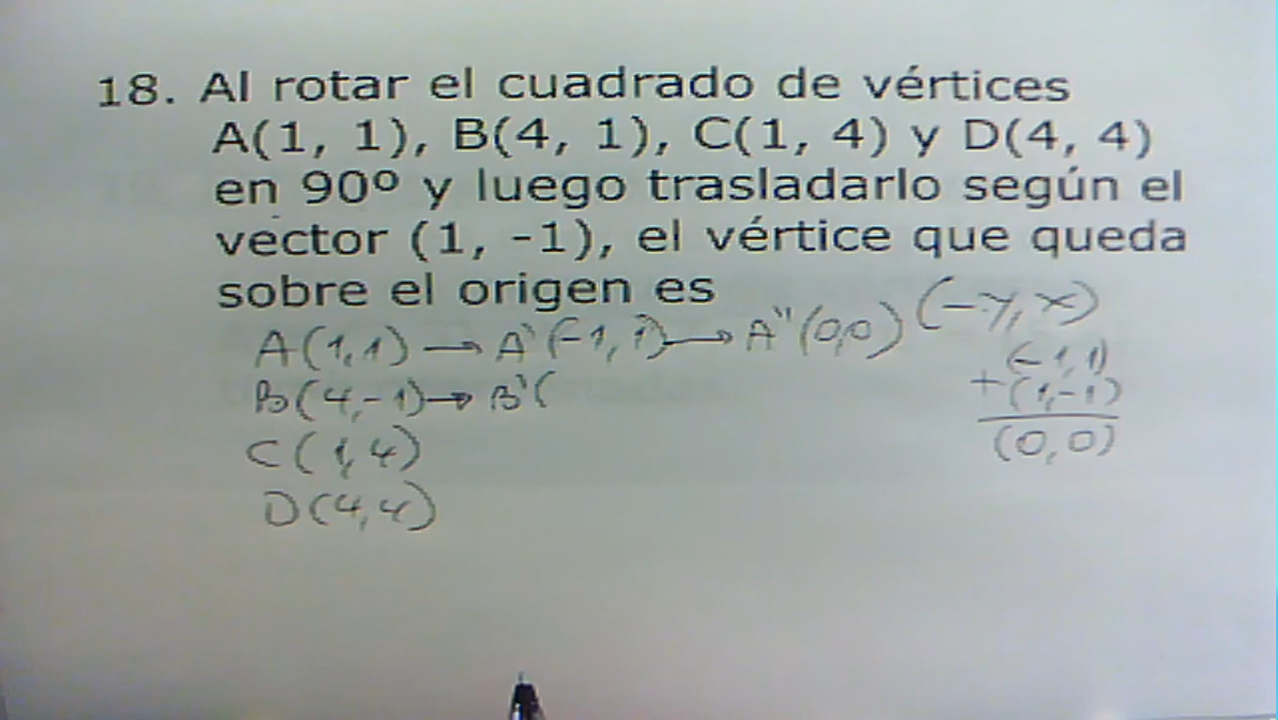 18. Al rotar el cuadrado de vértices
A(1, 1), B(4, 1), C(1, 4) y D(4, 4)
en 90º y luego trasladarlo según el
vector (1, -1), el vértice que queda
sobre el origen es
(-y, x)
A(1,1) → A'(-1, 1) → A"(0,0)
(-1, 1)
B(4,-1) → B'(
+(1,-1)
(0,0)
C(1,4)
D(4,4)